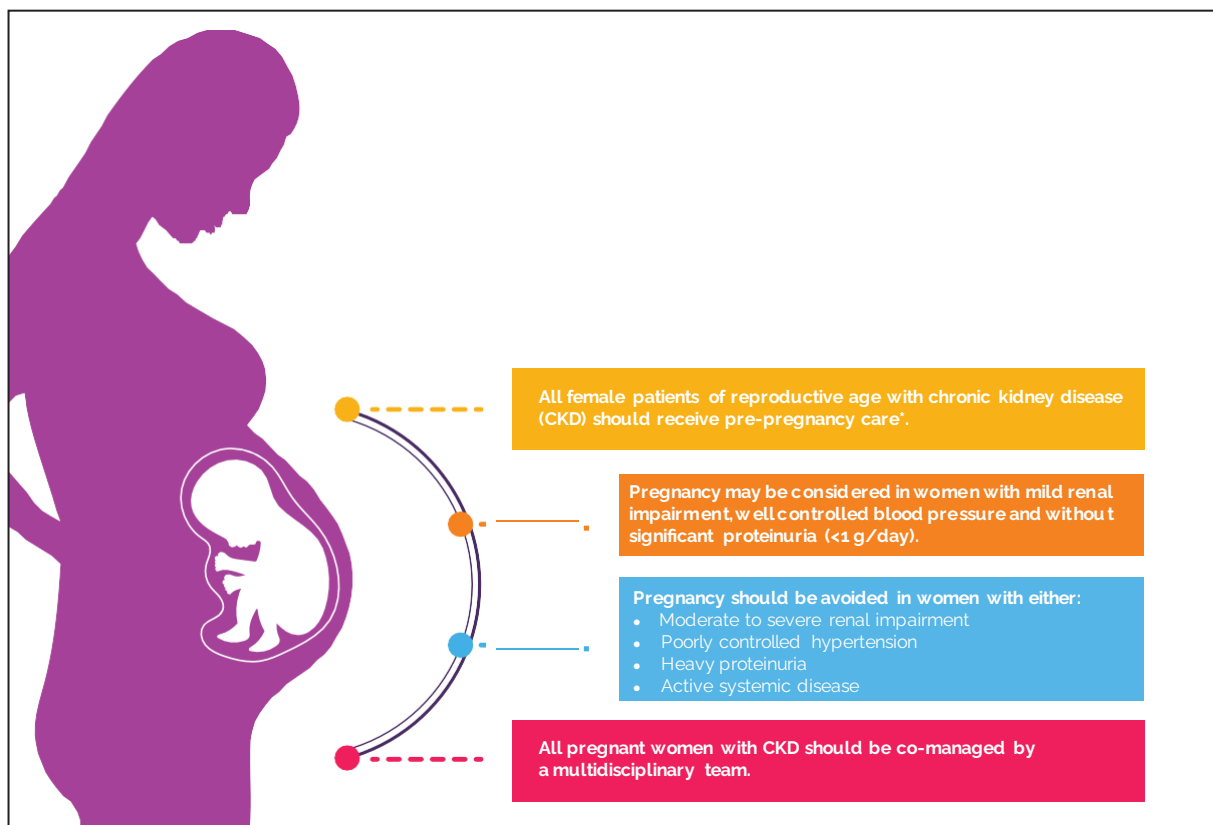 All female patients of reproductive age with chronic kidney disease
(CKD) should receive pre-pregnancy care*.
Pregnancy may be considered in women with mild renal
impairment, well controlled blood pressure and without
significant proteinuria (<1 g/day).
Pregnancy should be avoided in women with either:
• Moderate to severe renal impairment
• Poorly controlled hypertension
• Heavy proteinuria
• Active systemic disease
All pregnant women with CKD should be co-managed by
a multidisciplinary team.